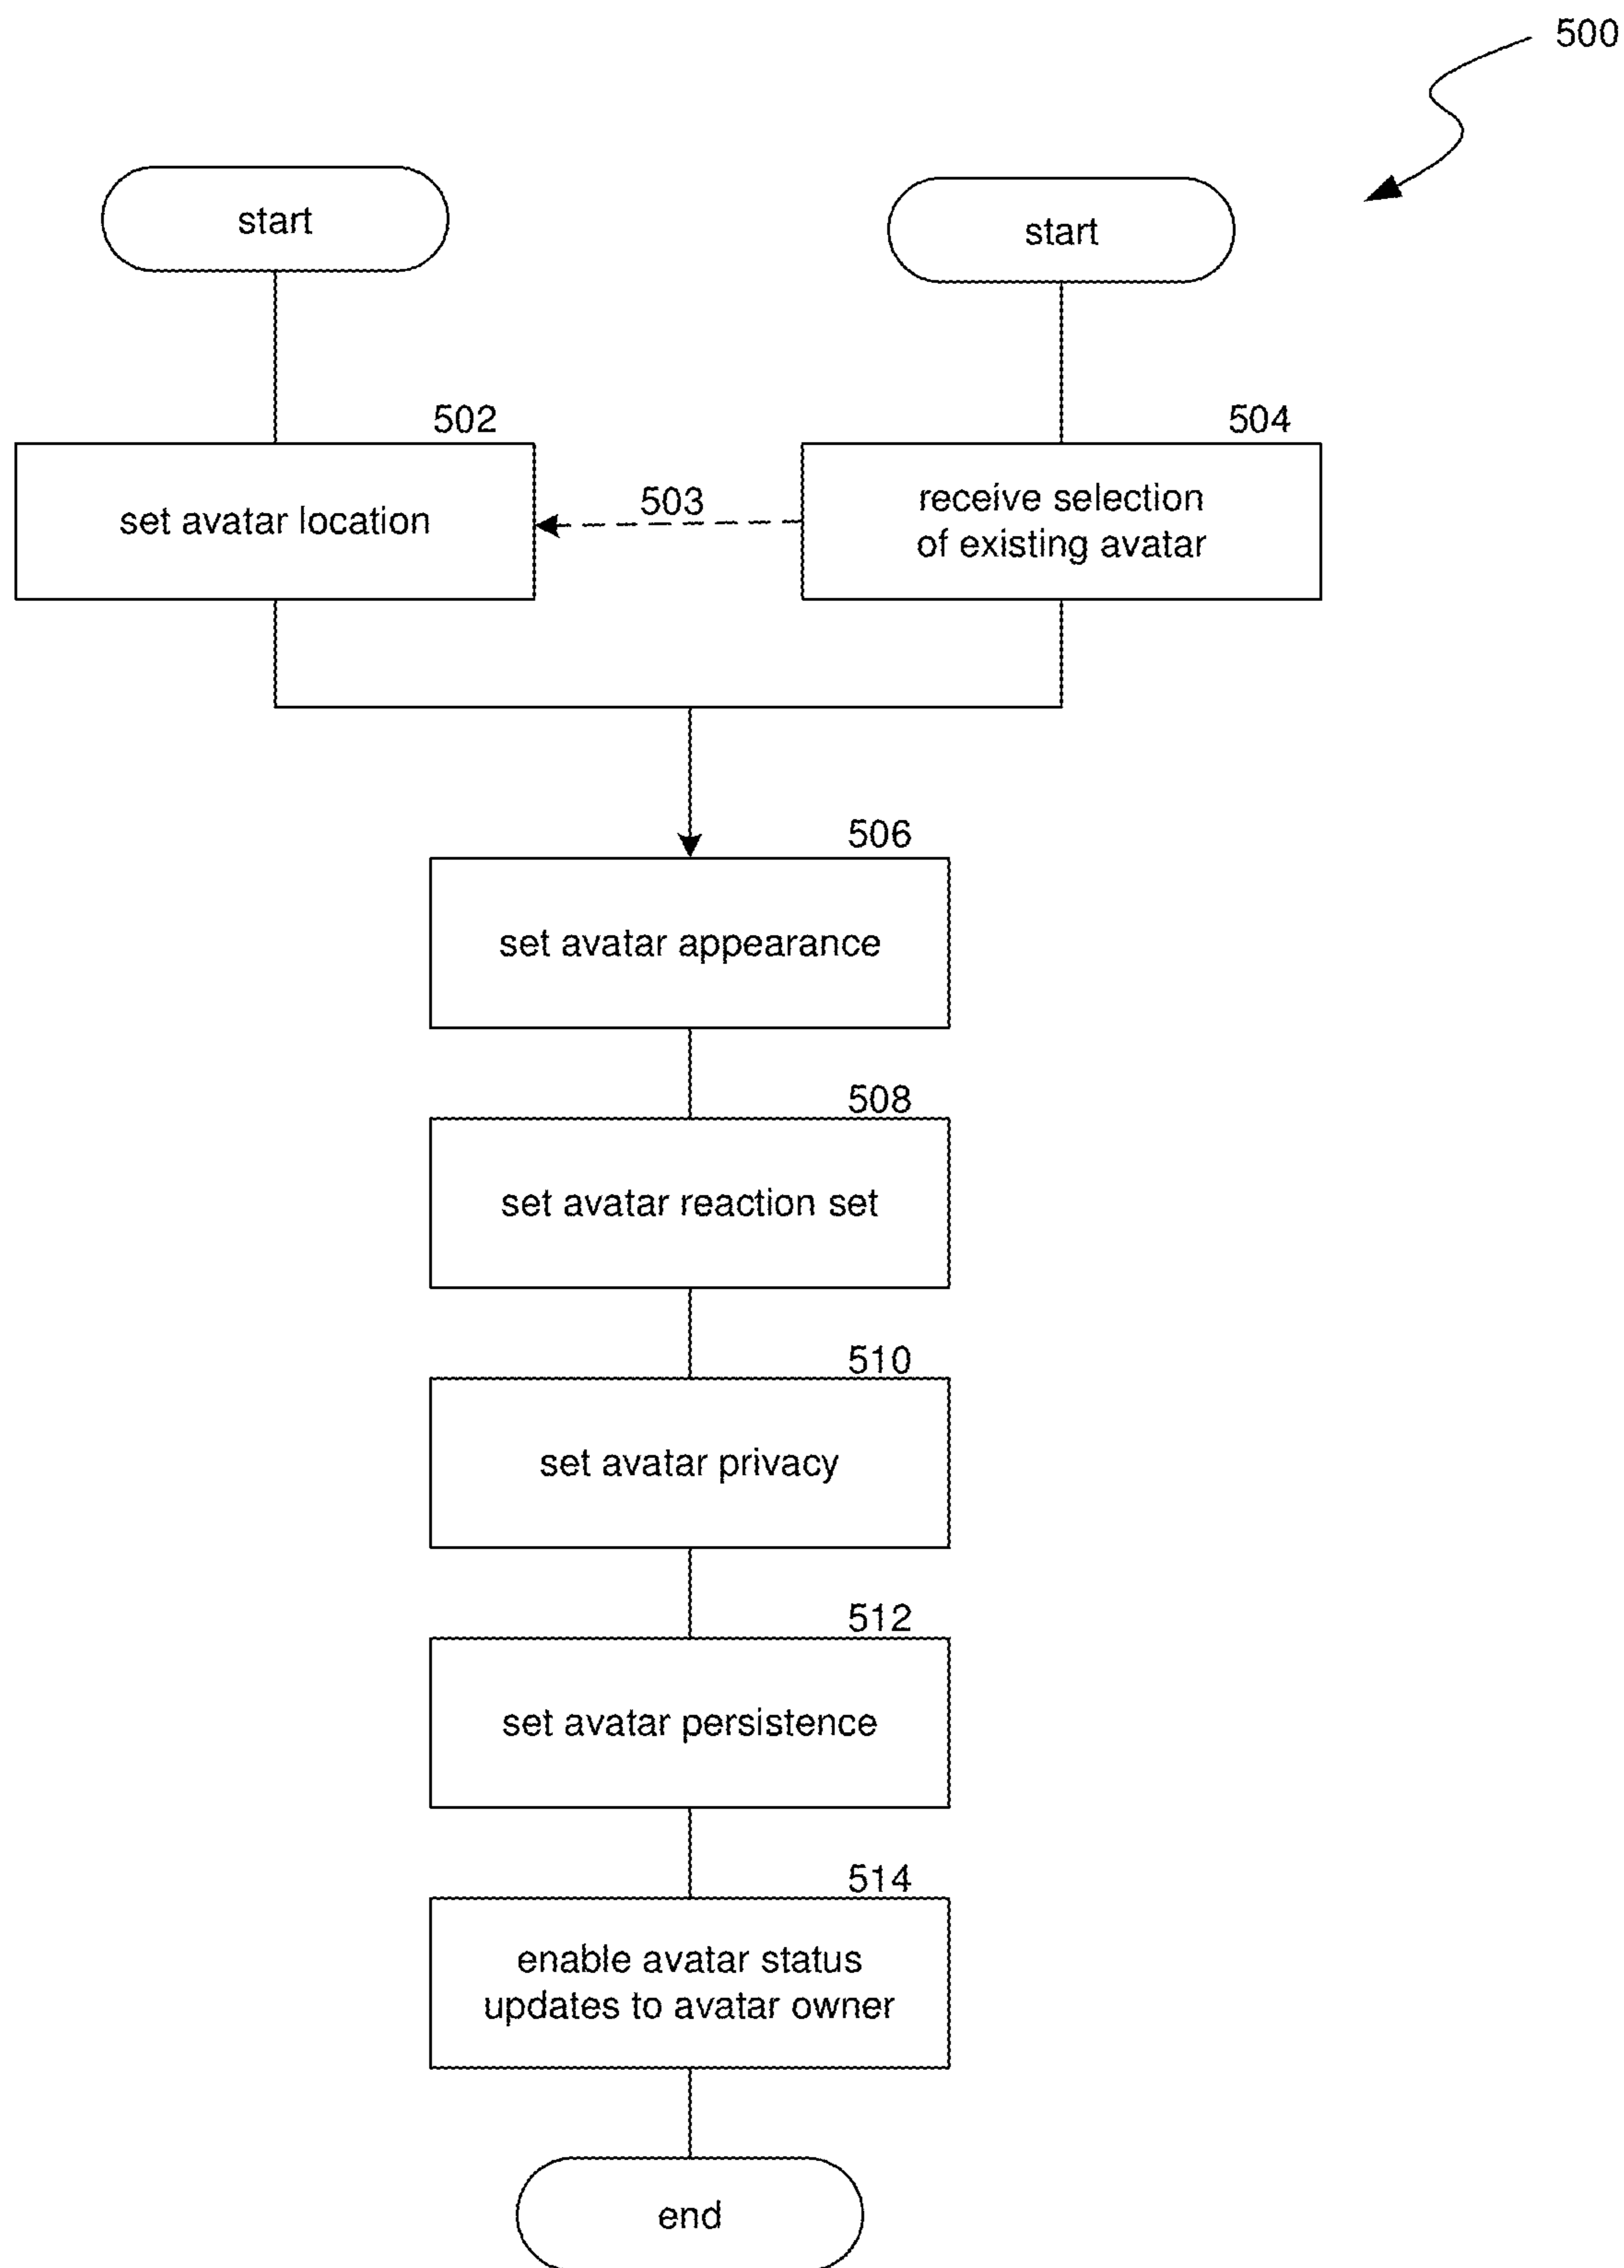 500
start
start
502
504
set avatar location
503
receive selection
of existing avatar
506
set avatar appearance
508
set avatar reaction set
510
set avatar privacy
512
set avatar persistence
514
enable avatar status
updates to avatar owner
end